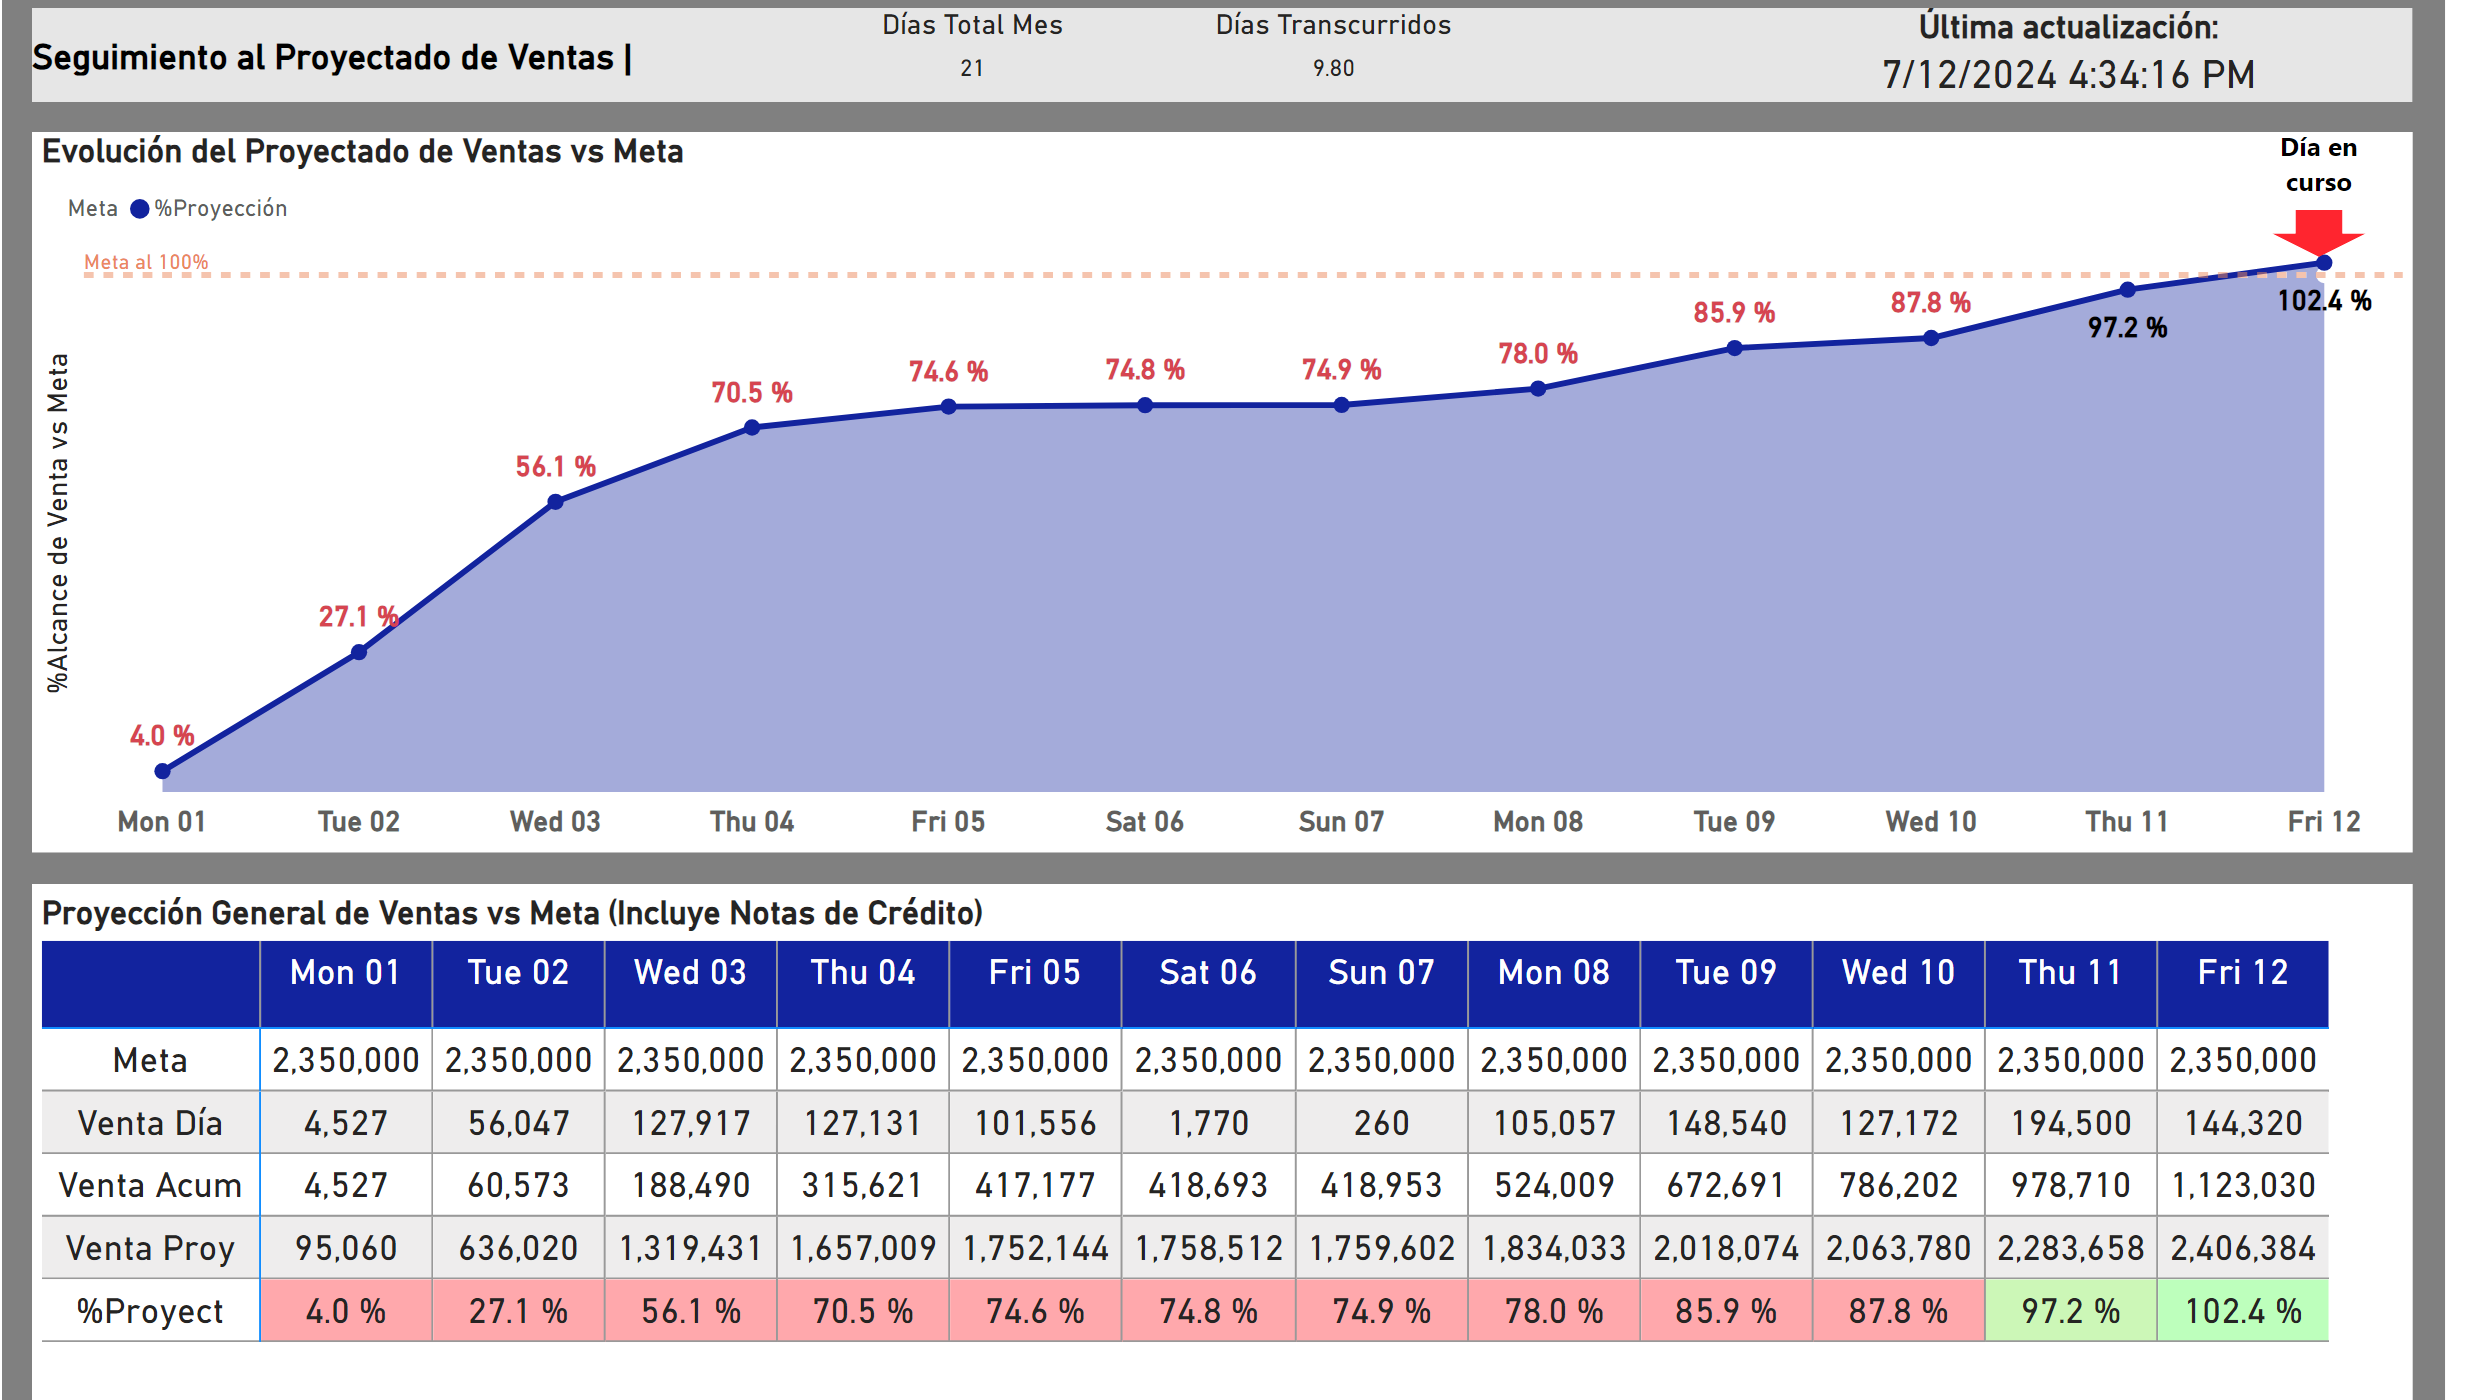 Seguimiento al Proyectado de Ventas |
Días Total Mes
21
Días Transcurridos
9.80
Última actualización:
7/12/2024 4:34:16 PM
Evolución del Proyectado de Ventas vs Meta
Día en
curso
Meta %Proyección
Meta al 100%
%Alcance de Venta vs Meta
4.0 %
27.1 %
56.1 %
70.5 %
74.6 %
74.8 %
74.9 %
78.0 %
85.9 %
87.8 %
97.2 %
102.4 %
Mon 01 Tue 02 Wed 03 Thu 04 Fri 05 Sat 06 Sun 07 Mon 08 Tue 09 Wed 10 Thu 11 Fri 12
Proyección General de Ventas vs Meta (Incluye Notas de Crédito)
Mon 01 Tue 02 Wed 03 Thu 04 Fri 05 Sat 06 Sun 07 Mon 08 Tue 09 Wed 10 Thu 11 Fri 12
Meta 2,350,000 2,350,000 2,350,000 2,350,000 2,350,000 2,350,000 2,350,000 2,350,000 2,350,000 2,350,000 2,350,000 2,350,000
Venta Día 4,527 56,047 127,917 127,131 101,556 1,770 260 105,057 148,540 127,172 194,500 144,320
Venta Acum 4,527 60,573 188,490 315,621 417,177 418,693 418,953 524,009 672,691 786,202 978,710 1,123,030
Venta Proy 95,060 636,020 1,319,431 1,657,009 1,752,144 1,758,512 1,759,602 1,834,033 2,018,074 2,063,780 2,283,658 2,406,384
%Proyect 4.0 % 27.1 % 56.1 % 70.5 % 74.6 % 74.8 % 74.9 % 78.0 % 85.9 % 87.8 % 97.2 % 102.4 %